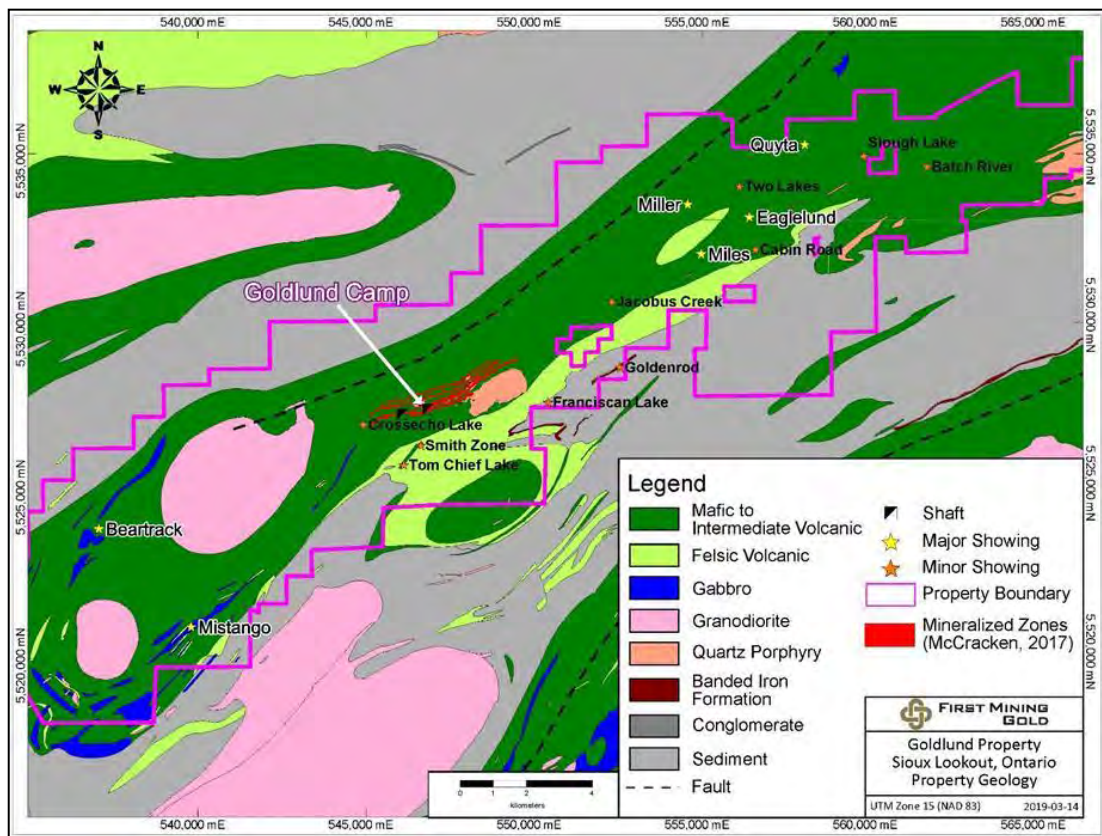 540,000 mE
545,000 mE
550,000 mE
555,000 mE
560,000 mE
565,000 mE
N
W
E
S
5,535,000 mN
5,535,000 mN
Quyta
Slough Lake
Batch River
Two Lakes
Miller
Eaglelund
Miles
Cabin Road
Goldlund Camp
Jacobus Creek
5,530,000 mN
5,530,000 mN
Goldenrod
Franciscan Lake
Crossecho Lake
Smith Zone
Tom Chief Lake
5,525,000 mN
5,525,000 mN
Beartrack
Mistango
5,520,000 mN
5,520,000 mN
Legend
Mafic to
Intermediate Volcanic
Felsic Volcanic
Gabbro
Granodiorite
Quartz Porphyry
Banded Iron
Formation
Conglomerate
Sediment
Fault
Shaft
Major Showing
Minor Showing
Property Boundary
Mineralized Zones
(McCracken, 2017)
FIRST MINING
GOLD
Goldlund Property
Sioux Lookout, Ontario
Property Geology
UTM Zone 15 (NAD 83)
2019-03-14
0 1 2 4
kilometers
540,000 mE
545,000 mE
550,000 mE
555,000 mE
560,000 mE
565,000 mE